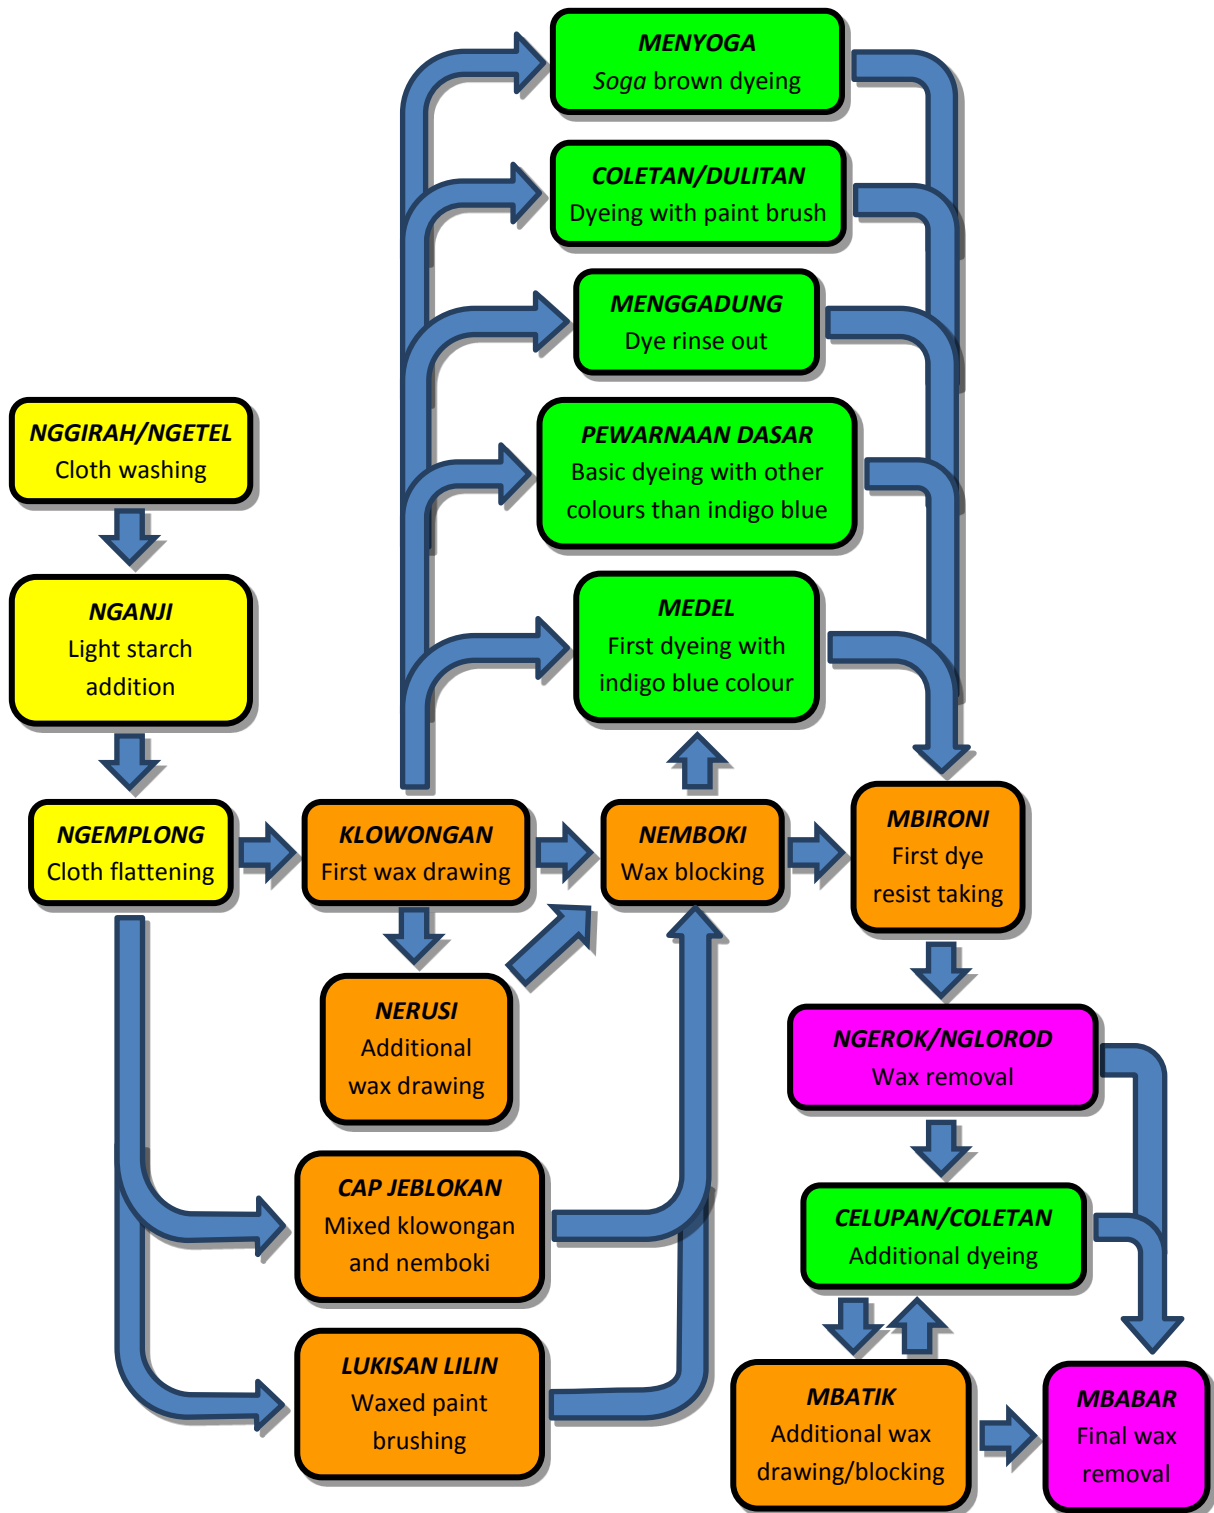 MENYOGA
Soga brown dyeing
COLETAN/DULITAN
Dyeing with paint brush
MENGGADUNG
Dye rinse out
NGGIRAH/NGETEL
Cloth washing
PEWARNAAN DASAR
Basic dyeing with other
colours than indigo blue
NGANJI
Light starch
addition
MEDEL
First dyeing with
indigo blue colour
NGEMPLONG
Cloth flattening
KLOWONGAN
First wax drawing
NEMBOKI
Wax blocking
MBIRONI
First dye
resist taking
NERUSI
Additional
wax drawing
NGEROK/NGLOROD
Wax removal
CAP JEBLOKAN
Mixed klowongan
and nemboki
CELUPAN/COLETAN
Additional dyeing
LUKISAN LILIN
Waxed paint
brushing
MBATIK
Additional wax
drawing/blocking
MBABAR
Final wax
removal